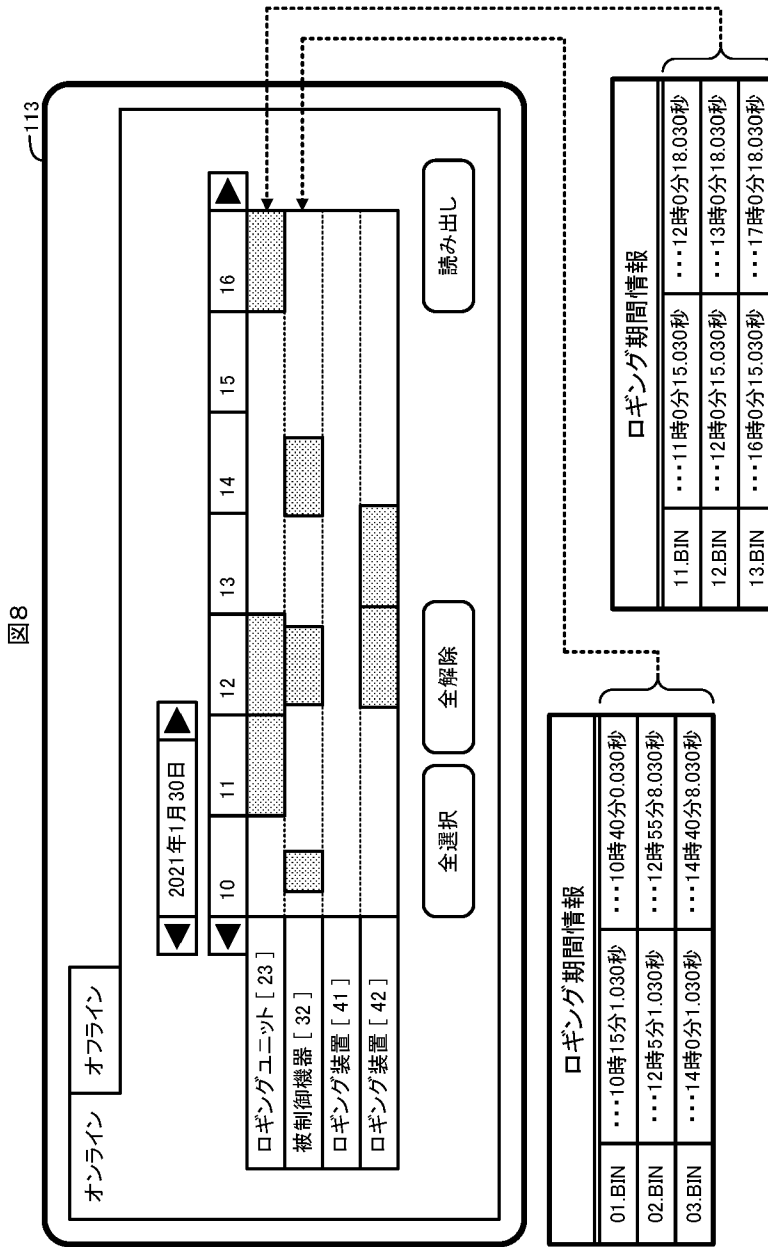 図8
113
オンライン
オフライン
◀ 2021年1月30日 ▶
◀ 10 11 12 13 14 15 16 ▶
ロギングユニット [ 23 ]
被制御機器 [ 32 ]
ロギング装置 [ 41 ]
ロギング装置 [ 42 ]
全選択
全解除
読み出し
ロギング期間情報
01.BIN ・・・10時15分1.030秒 ・・・10時40分0.030秒
02.BIN ・・・12時5分1.030秒 ・・・12時55分8.030秒
03.BIN ・・・14時0分1.030秒 ・・・14時40分8.030秒
ロギング期間情報
11.BIN ・・・11時0分15.030秒 ・・・12時0分18.030秒
12.BIN ・・・12時0分15.030秒 ・・・13時0分18.030秒
13.BIN ・・・16時0分15.030秒 ・・・17時0分18.030秒